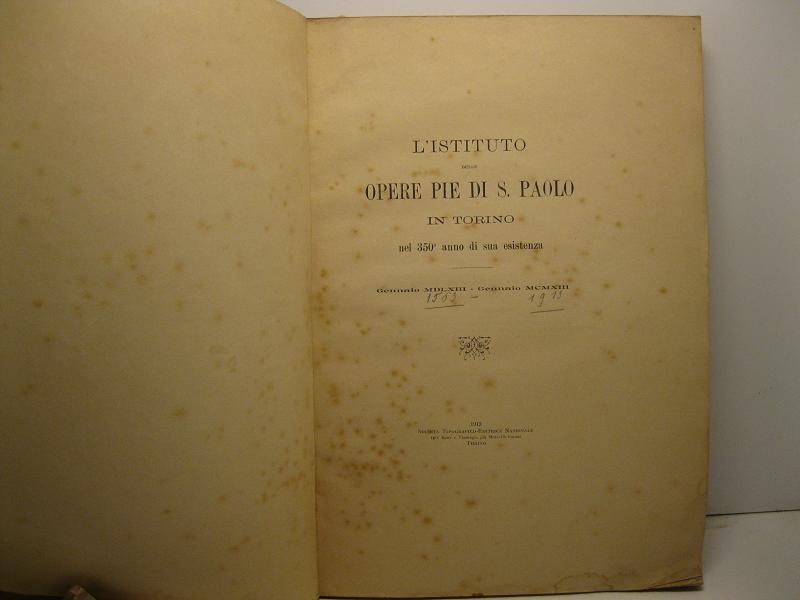 L'ISTITUTO
DELLE
OPERE PIE DI S. PAOLO
IN TORINO
nel 350° anno di sua esistenza
Gennaio MDLXIII - Gennaio MCMXIII
1563 - 1913
1913
SOCIETÀ TIPOGRAFICO-EDITRICE NAZIONALE
TORINO